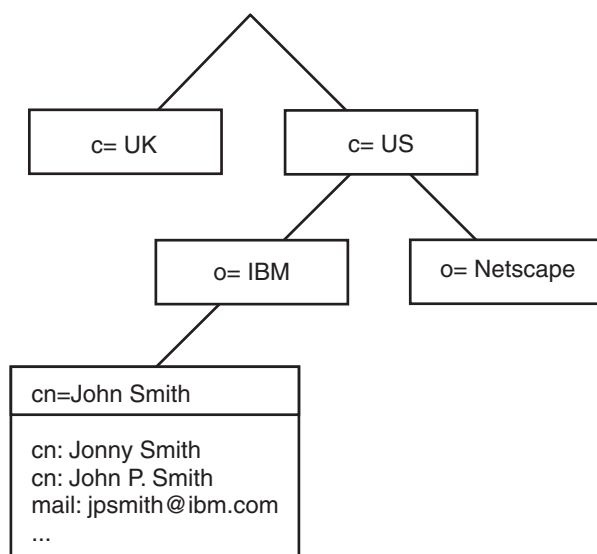 c= UK
c= US
o= IBM
o= Netscape
cn=John Smith
cn: Jonny Smith
cn: John P. Smith
mail: jpsmith@ibm.com
...